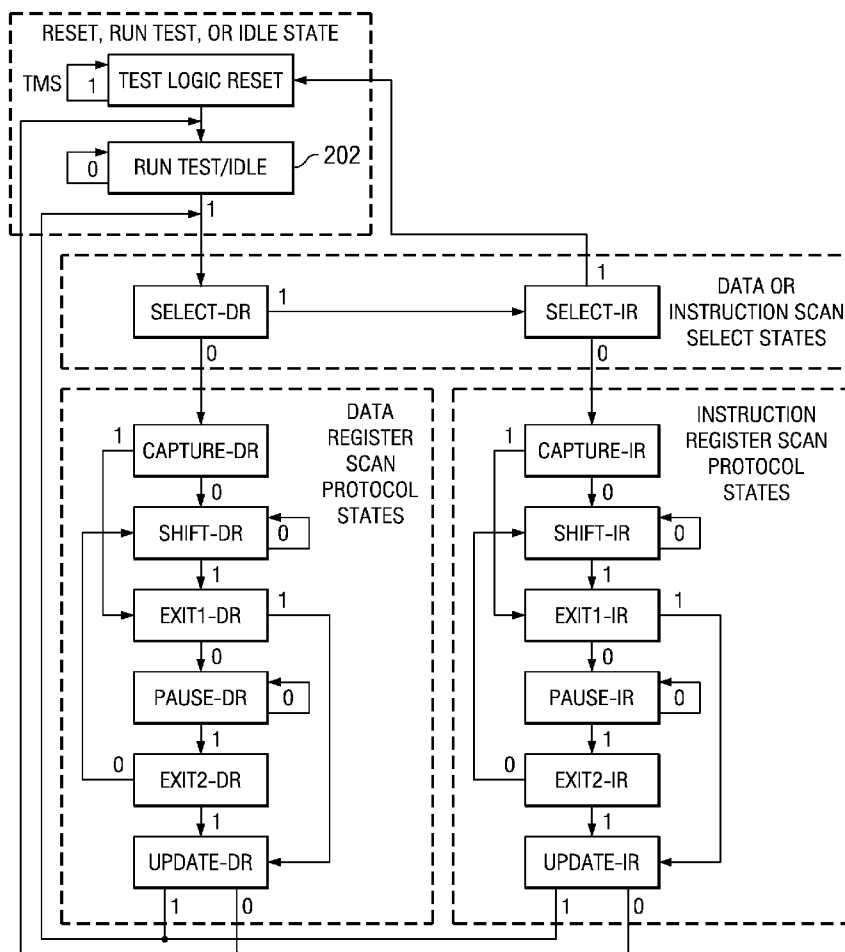 RESET, RUN TEST, OR IDLE STATE
TMS
1
TEST LOGIC RESET
0
RUN TEST/IDLE
202
1
1
SELECT-DR
1
SELECT-IR
DATA OR
INSTRUCTION SCAN
SELECT STATES
0
0
DATA
REGISTER
SCAN
PROTOCOL
STATES
1
CAPTURE-DR
0
SHIFT-DR
0
1
EXIT1-DR
1
0
PAUSE-DR
0
1
0
EXIT2-DR
1
UPDATE-DR
1
0
INSTRUCTION
REGISTER SCAN
PROTOCOL
STATES
1
CAPTURE-IR
0
SHIFT-IR
0
1
EXIT1-IR
1
0
PAUSE-IR
0
1
0
EXIT2-IR
1
UPDATE-IR
1
0